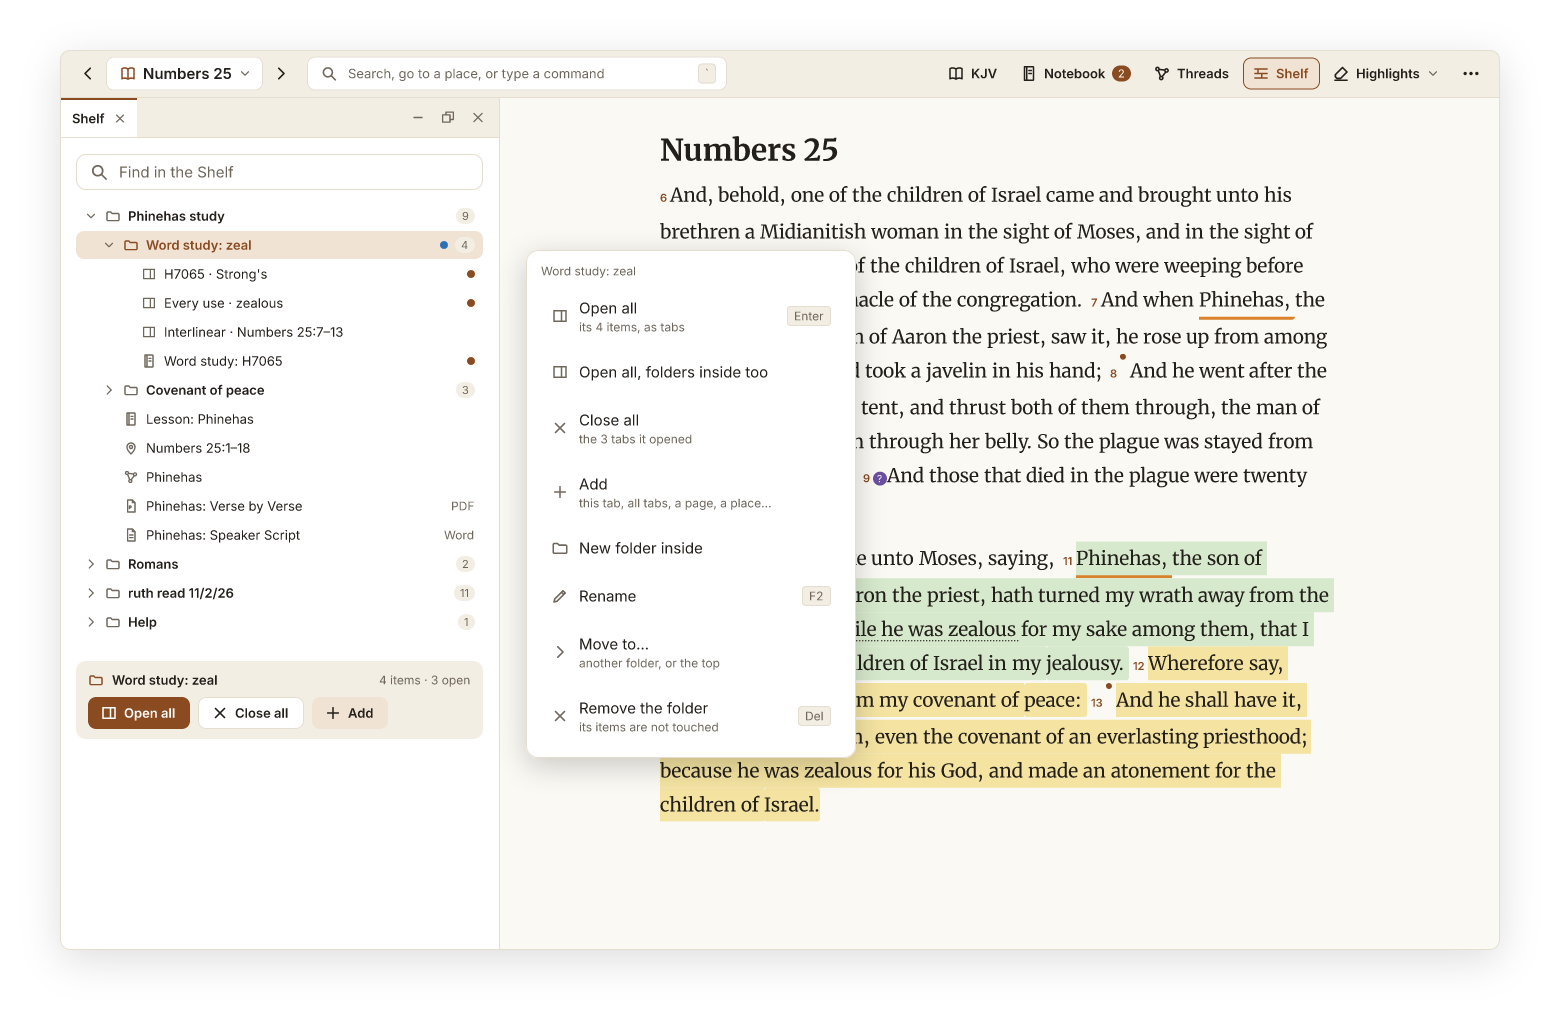 Numbers 25
Search, go to a place, or type a command
KJV
Notebook 2
Threads
Shelf
Highlights
Shelf
Find in the Shelf
Phinehas study 9
Word study: zeal 4
H7065 · Strong's
Every use · zealous
Interlinear · Numbers 25:7–13
Word study: H7065
Covenant of peace 3
Lesson: Phinehas
Numbers 25:1–18
Phinehas
Phinehas: Verse by Verse PDF
Phinehas: Speaker Script Word
Romans 2
ruth read 11/2/26 11
Help 1
Word study: zeal 4 items · 3 open
Open all Close all Add
Word study: zeal
Open all Enter
its 4 items, as tabs
Open all, folders inside too
Close all
the 3 tabs it opened
Add
this tab, all tabs, a page, a place...
New folder inside
Rename F2
Move to...
another folder, or the top
Remove the folder Del
its items are not touched
Numbers 25
6 And, behold, one of the children of Israel came and brought unto his
brethren a Midianitish woman in the sight of Moses, and in the sight of
of the children of Israel, who were weeping before
of the congregation. 7 And when Phinehas, the
of Aaron the priest, saw it, he rose up from among
took a javelin in his hand; 8 And he went after the
tent, and thrust both of them through, the man of
through her belly. So the plague was stayed from
9 ? And those that died in the plague were twenty
unto Moses, saying, 11 Phinehas, the son of
the priest, hath turned my wrath away from the
he was zealous for my sake among them, that I
of Israel in my jealousy. 12 Wherefore say,
my covenant of peace: 13 And he shall have it,
even the covenant of an everlasting priesthood;
because he was zealous for his God, and made an atonement for the
children of Israel.